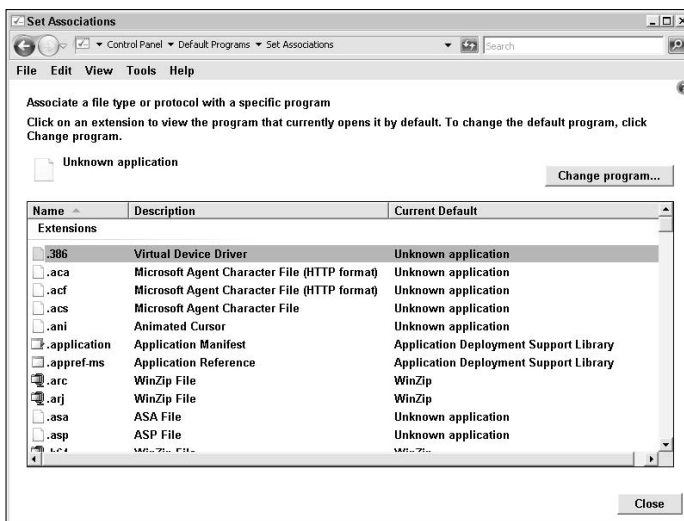 Set Associations
Control Panel ▾ Default Programs ▾ Set Associations
Search
File Edit View Tools Help
Associate a file type or protocol with a specific program
Click on an extension to view the program that currently opens it by default. To change the default program, click
Change program.
Unknown application
Change program...
Name Description Current Default
Extensions
.386 Virtual Device Driver Unknown application
.aca Microsoft Agent Character File (HTTP format) Unknown application
.acf Microsoft Agent Character File (HTTP format) Unknown application
.acs Microsoft Agent Character File Unknown application
.ani Animated Cursor Unknown application
.application Application Manifest Application Deployment Support Library
.appref-ms Application Reference Application Deployment Support Library
.arc WinZip File WinZip
.arj WinZip File WinZip
.asa ASA File Unknown application
.asp ASP File Unknown application
WinZip File WinZip
Close